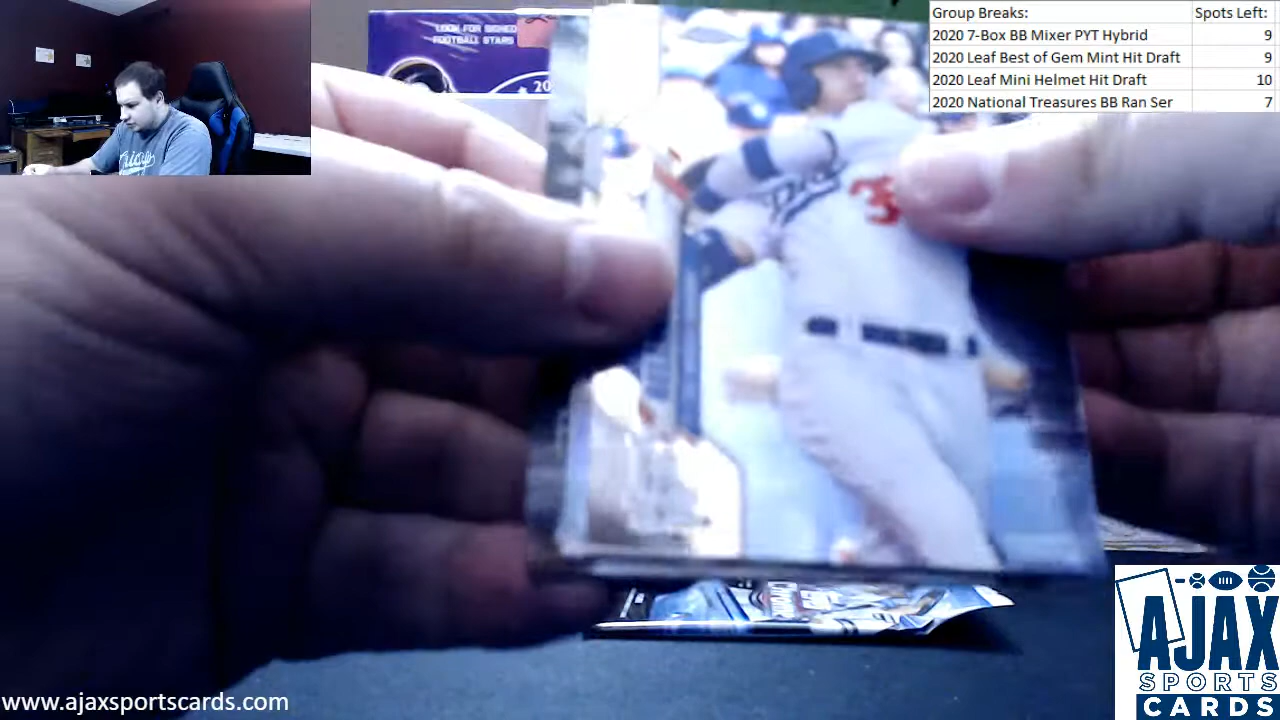 LOOK FOR SIGNED
FOOTBALL STARS
20
Group Breaks: Spots Left:
2020 7-Box BB Mixer PYT Hybrid 9
2020 Leaf Best of Gem Mint Hit Draft 9
2020 Leaf Mini Helmet Hit Draft 10
2020 National Treasures BB Ran Ser 7
www.ajaxsportscards.com
AJAX
SPORTS
CARDS